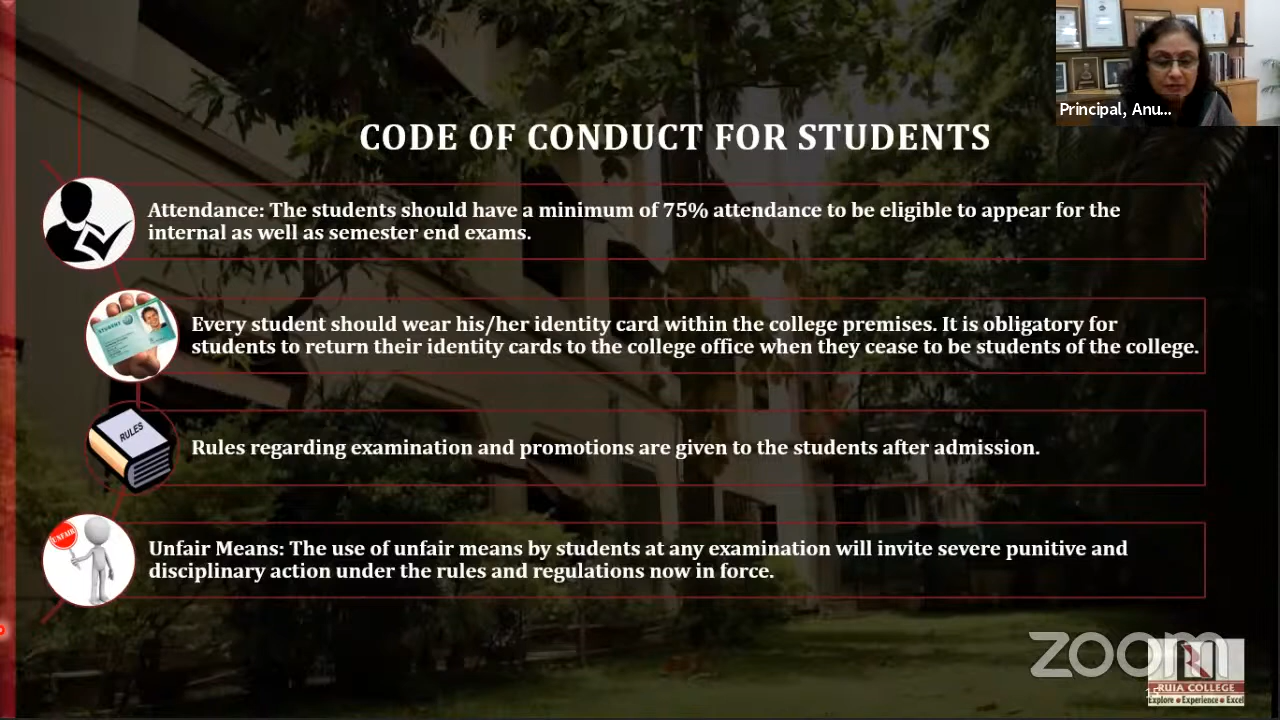 Principal, Anu...
CODE OF CONDUCT FOR STUDENTS
Attendance: The students should have a minimum of 75% attendance to be eligible to appear for the
internal as well as semester end exams.
STUDENT
Every student should wear his/her identity card within the college premises. It is obligatory for
students to return their identity cards to the college office when they cease to be students of the college.
RULES
Rules regarding examination and promotions are given to the students after admission.
UNFAIR
Unfair Means: The use of unfair means by students at any examination will invite severe punitive and
disciplinary action under the rules and regulations now in force.
zoom
RUIA COLLEGE
Explore • Experience • Excel